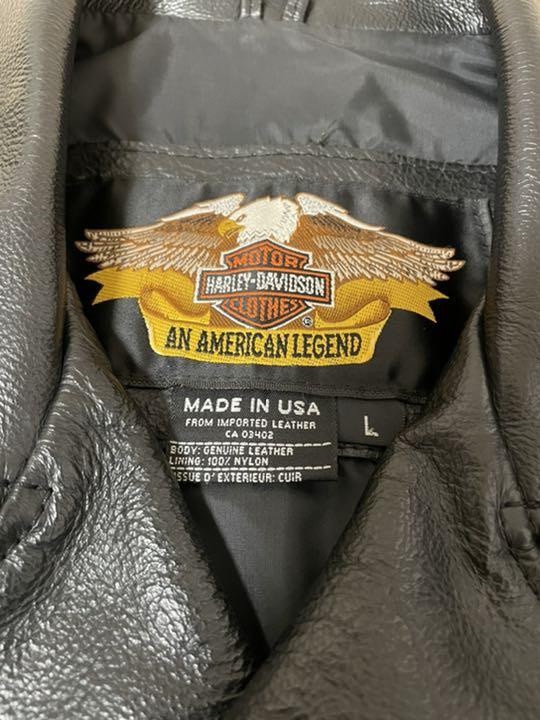 MOTOR
HARLEY-DAVIDSON
CLOTHES
®
AN AMERICAN LEGEND
MADE IN USA
FROM IMPORTED LEATHER
CA 03402
BODY: GENUINE LEATHER
LINING: 100% NYLON
ISSUE D'EXTERIEUR: CUIR
L